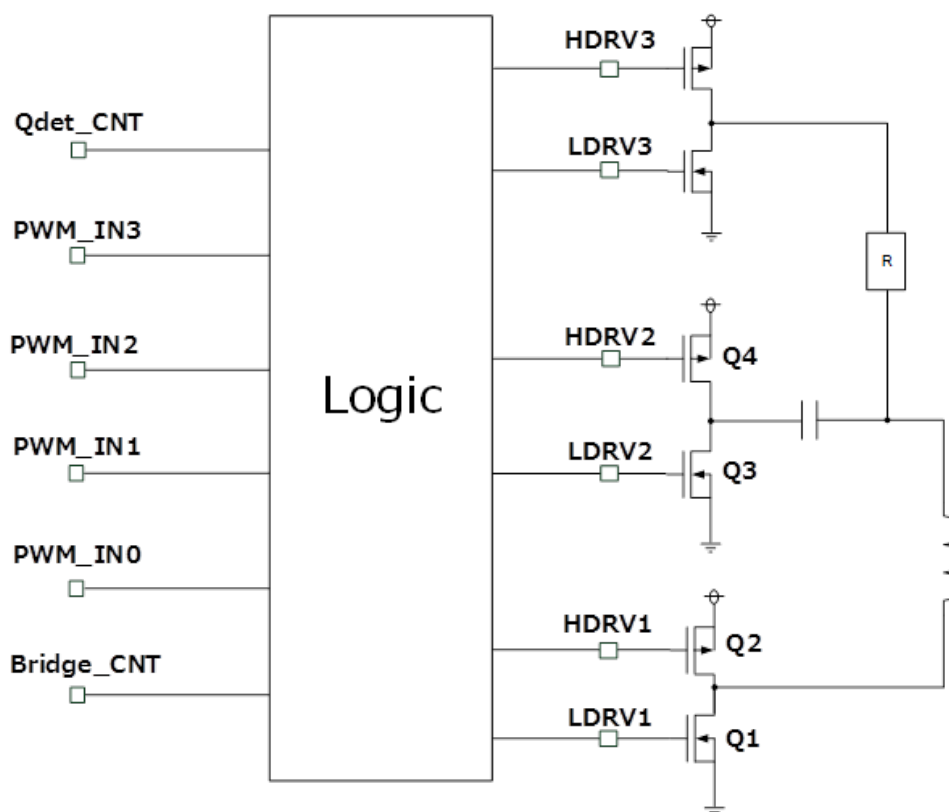 HDRV3
Qdet_CNT
LDRV3
PWM_IN3
R
HDRV2
PWM_IN2
Q4
Logic
PWM_IN1
LDRV2
Q3
PWM_IN0
HDRV1
Q2
Bridge_CNT
LDRV1
Q1